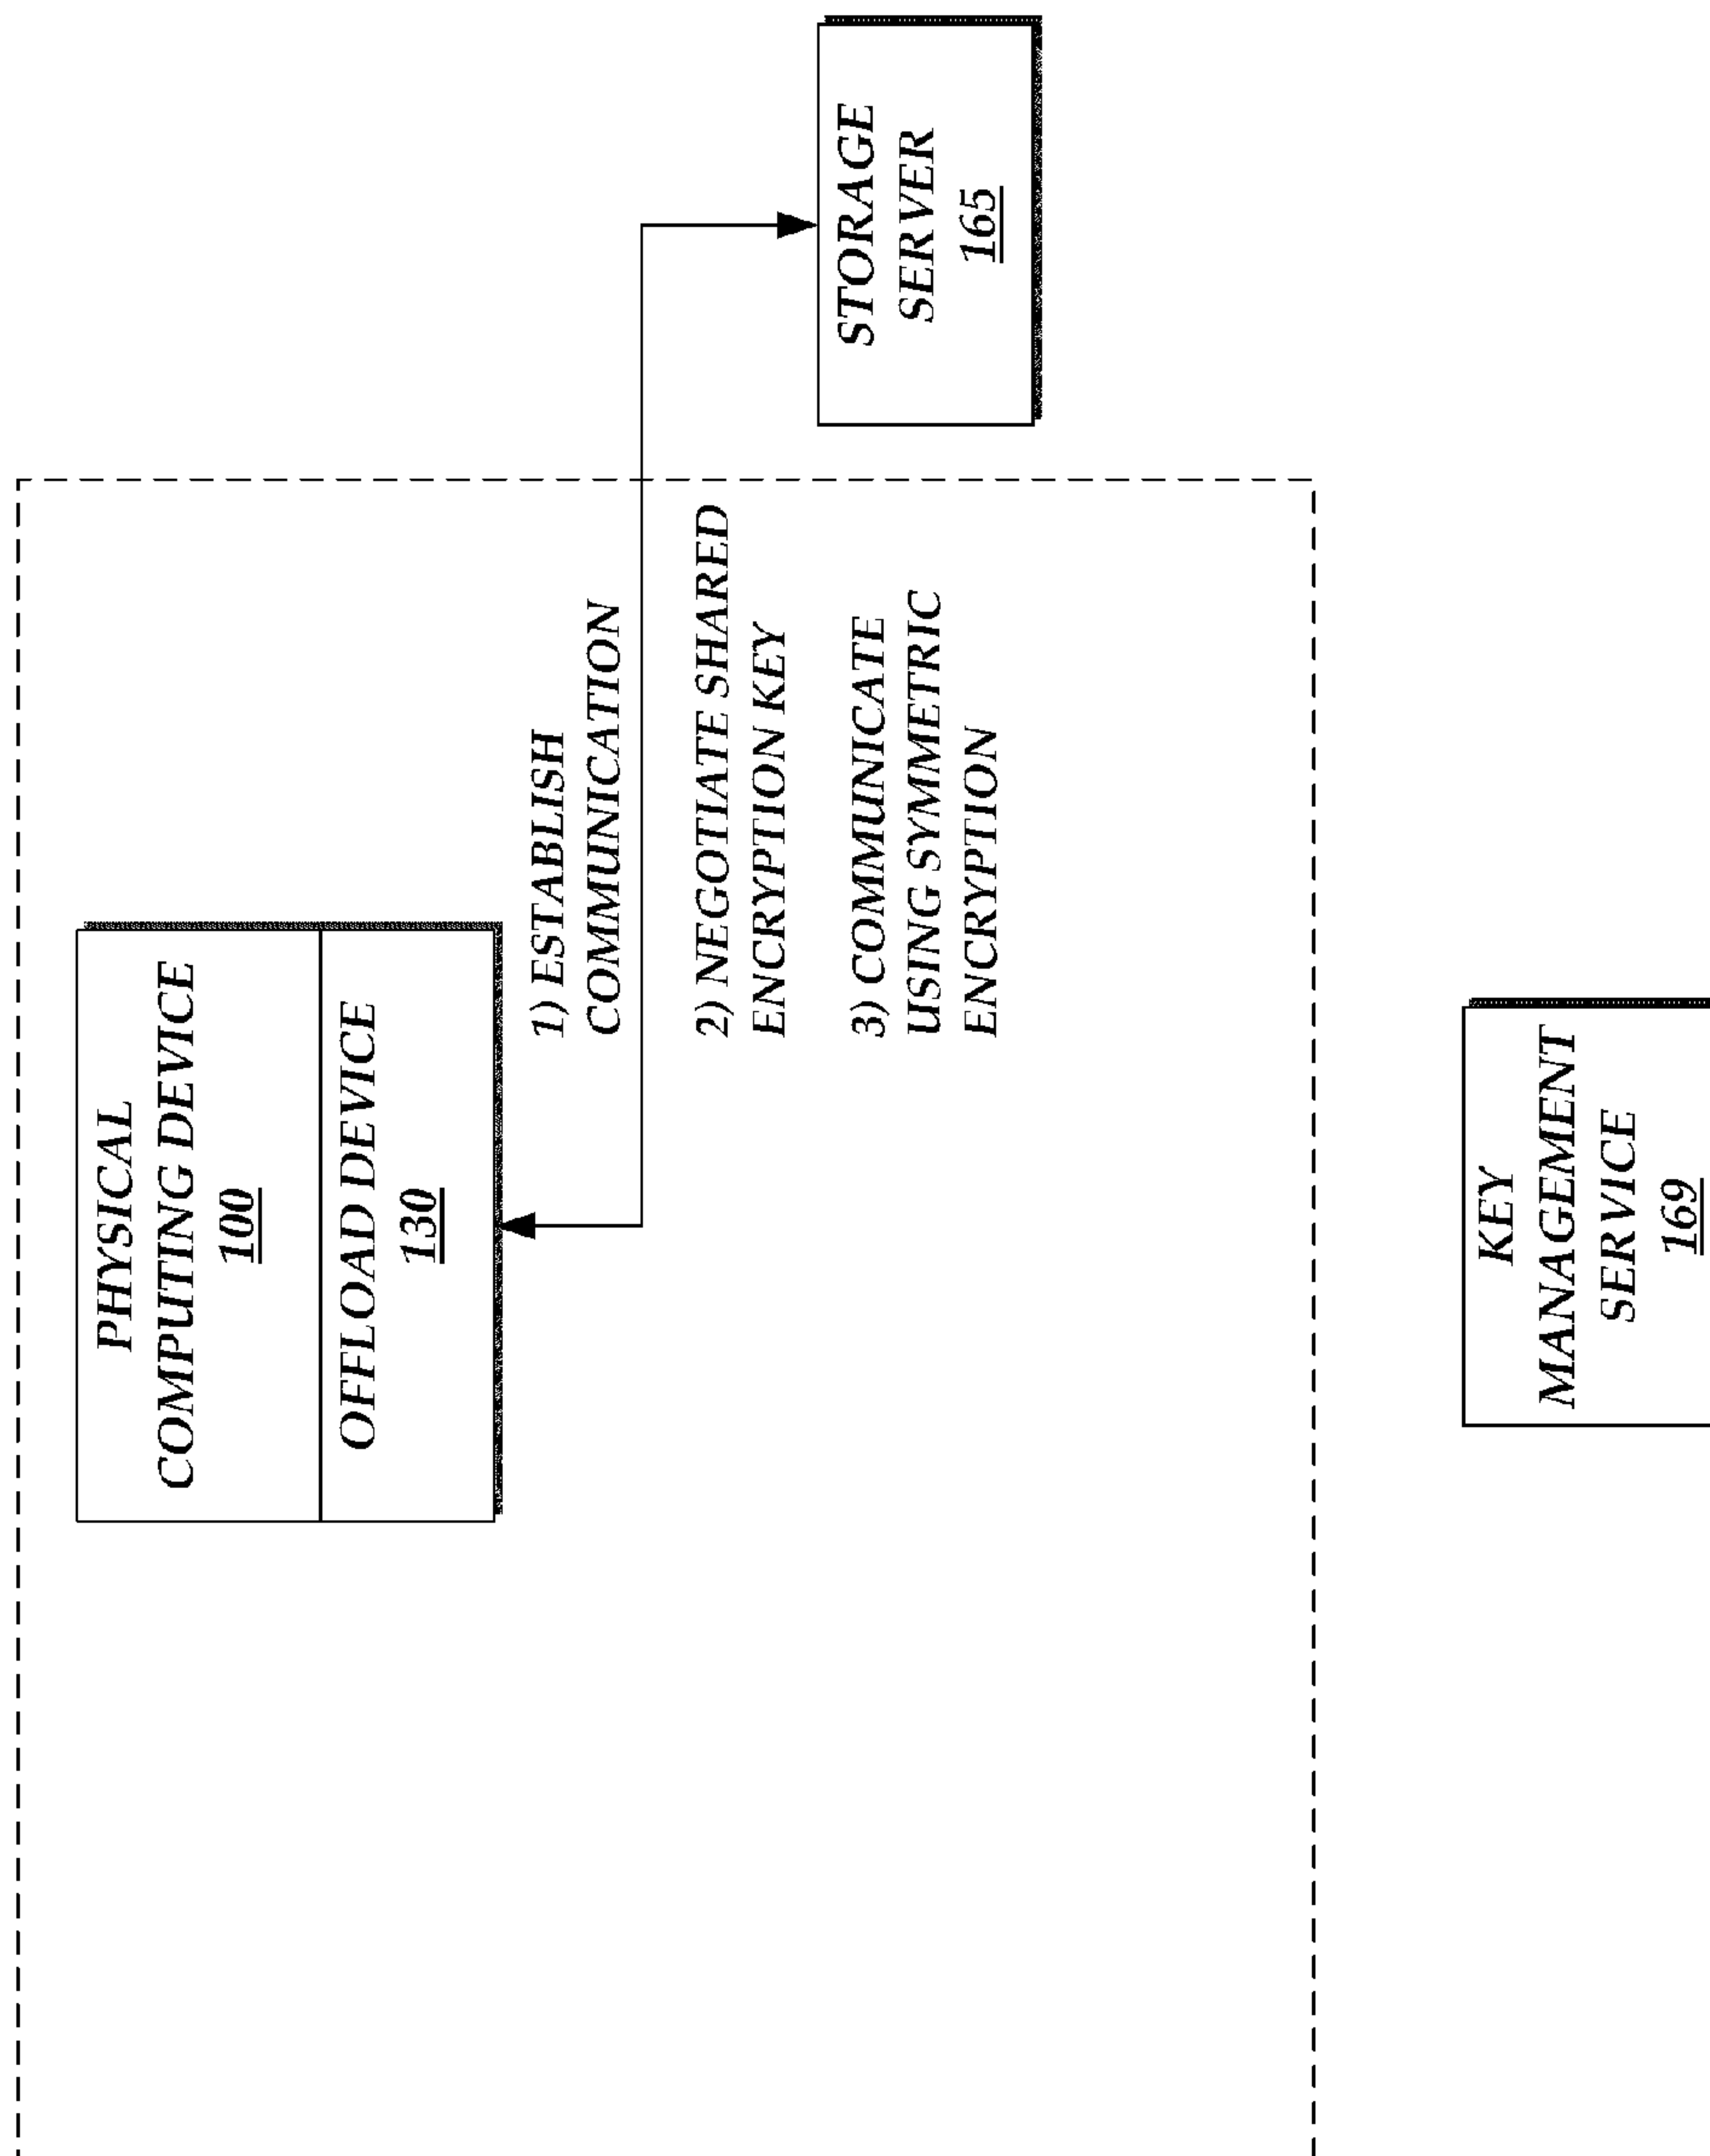 PHYSICAL
COMPUTING DEVICE
100
OFFLOAD DEVICE
130
1) ESTABLISH
COMMUNICATION
2) NEGOTIATE SHARED
ENCRYPTION KEY
3) COMMUNICATE
USING SYMMETRIC
ENCRYPTION
STORAGE
SERVER
165
KEY
MANAGEMENT
SERVICE
169